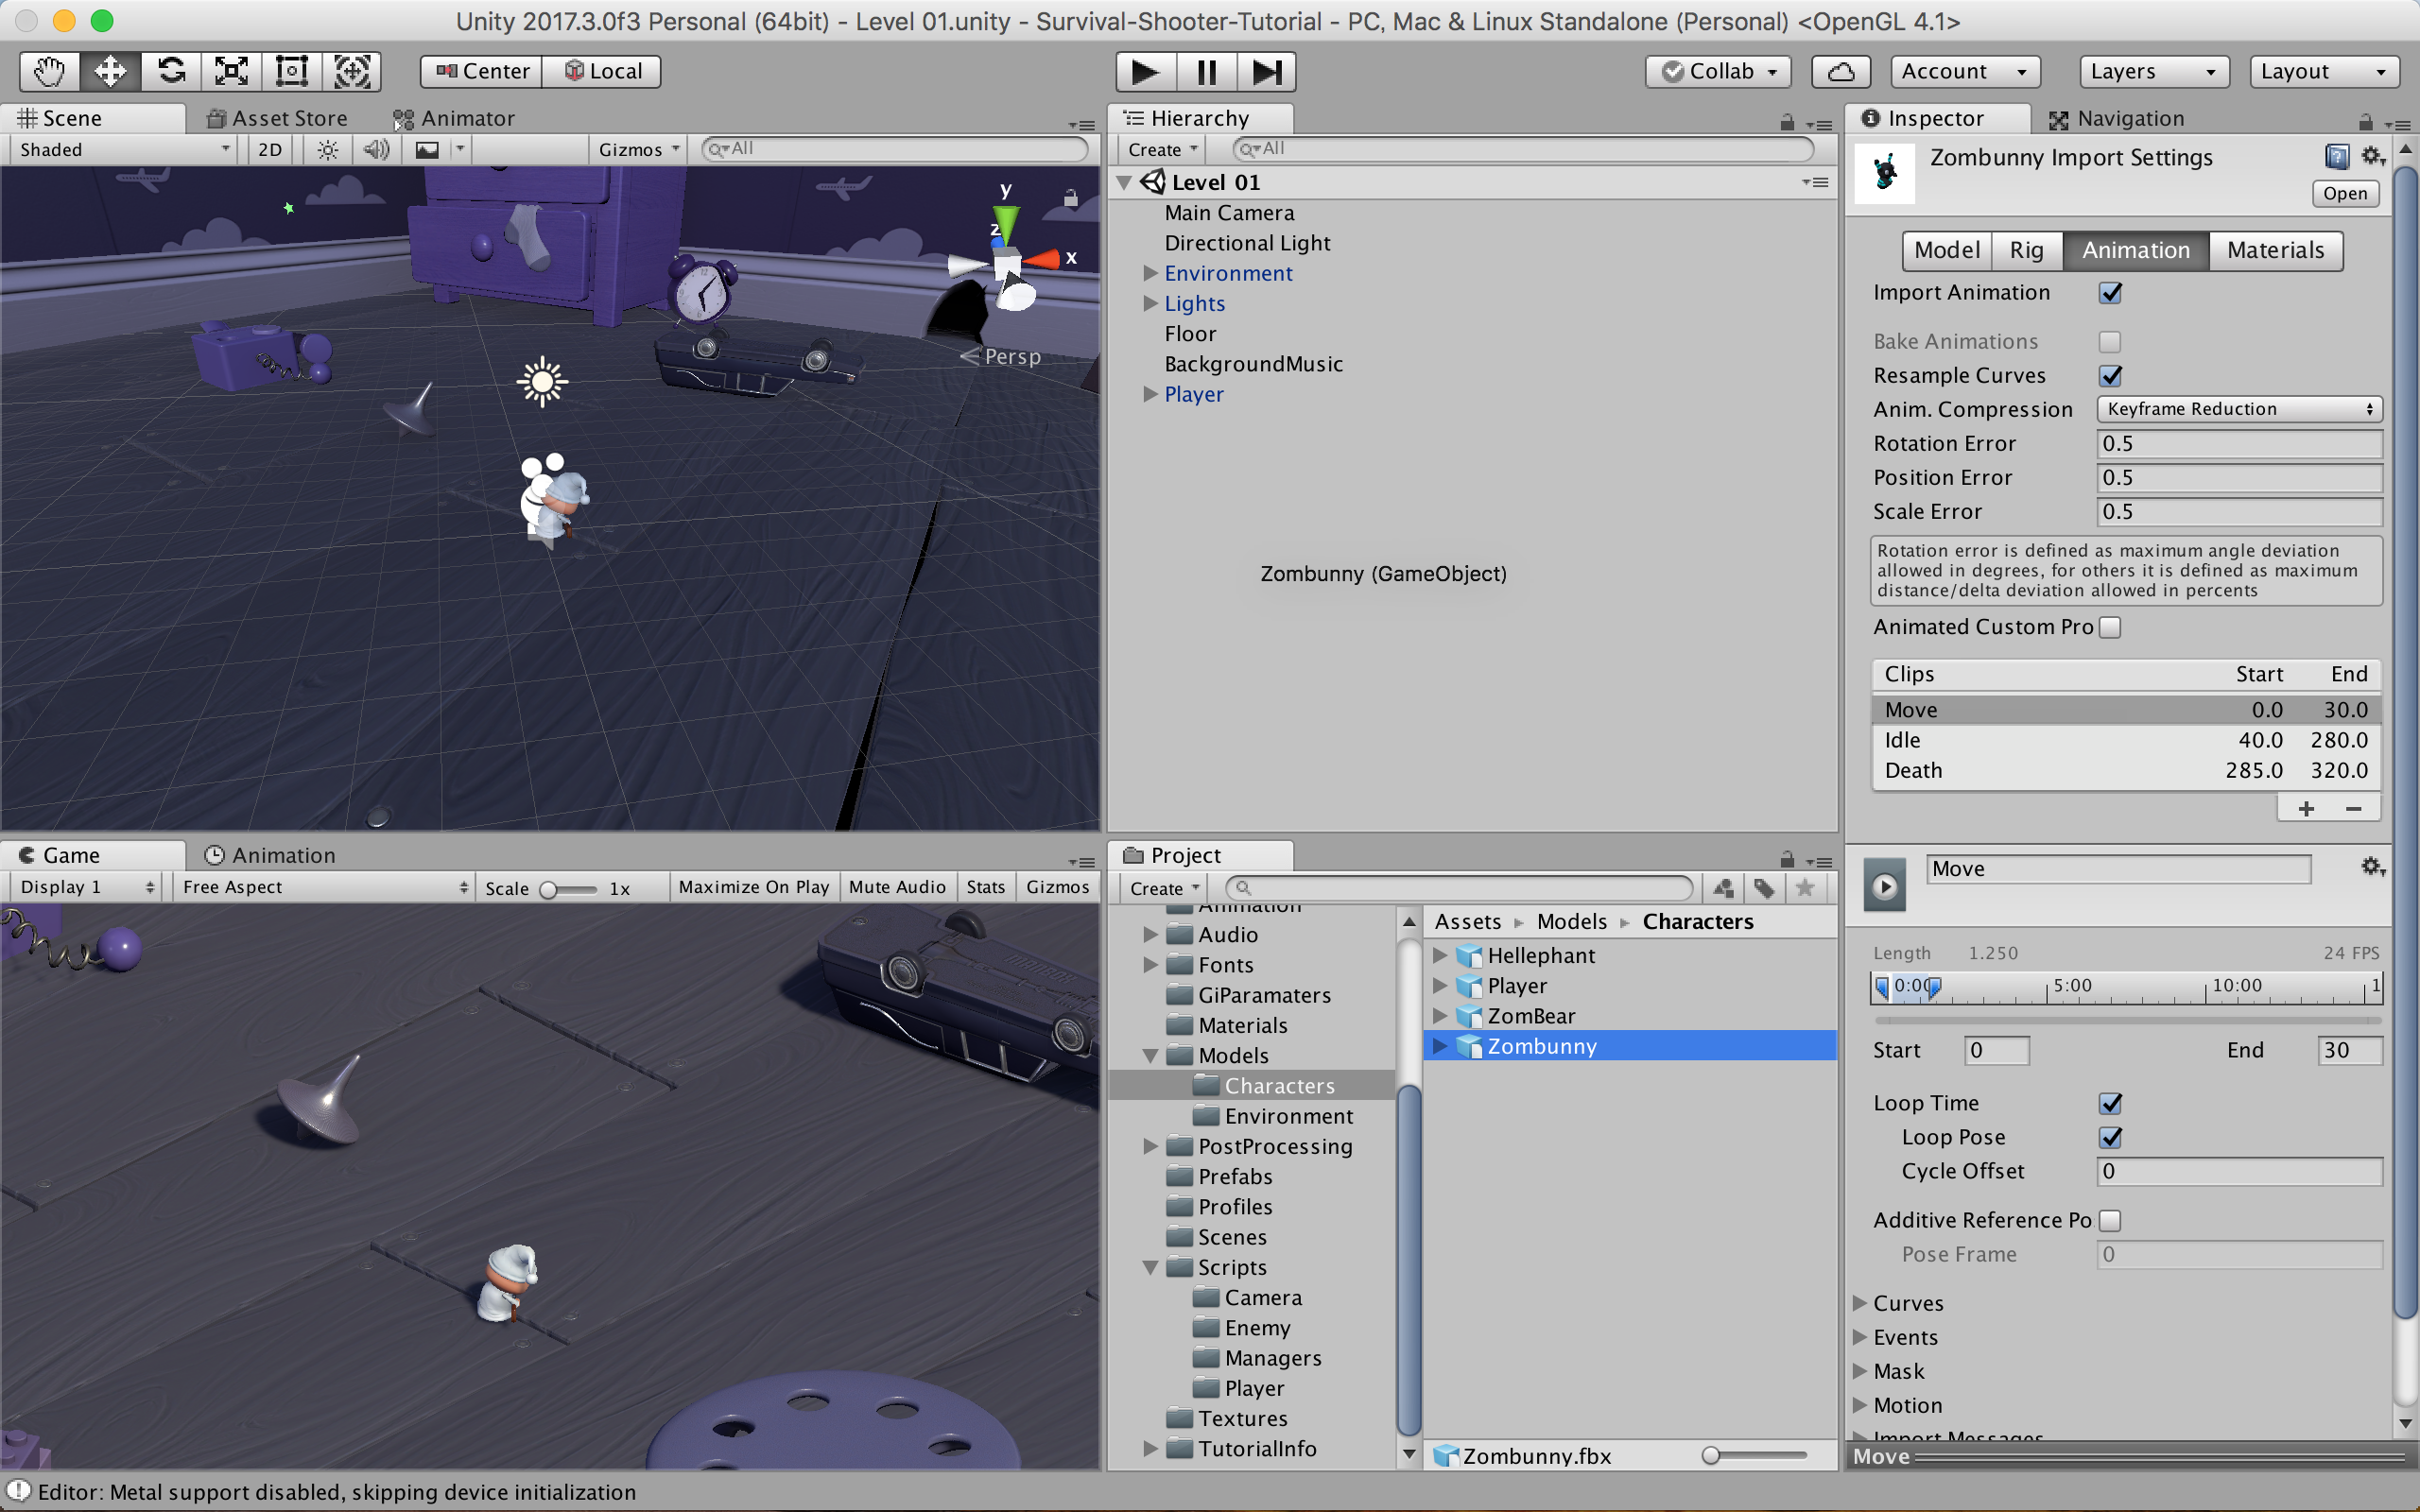 Unity 2017.3.0f3 Personal (64bit) - Level 01.unity - Survival-Shooter-Tutorial - PC, Mac & Linux Standalone (Personal) <OpenGL 4.1>
Center Local Collab Account Layers Layout
Scene Asset Store Animator
Shaded 2D Gizmos All
y
z
x
Persp
Hierarchy
Create All
Level 01
Main Camera
Directional Light
Environment
Lights
Floor
BackgroundMusic
Player
Zombunny (GameObject)
Inspector Navigation
Zombunny Import Settings
Open
Model Rig Animation Materials
Import Animation
Bake Animations
Resample Curves
Anim. Compression Keyframe Reduction
Rotation Error 0.5
Position Error 0.5
Scale Error 0.5
Rotation error is defined as maximum angle deviation
allowed in degrees, for others it is defined as maximum
distance/delta deviation allowed in percents
Animated Custom Pro
Clips Start End
Move 0.0 30.0
Idle 40.0 280.0
Death 285.0 320.0
+ -
Game Animation
Display 1 Free Aspect Scale 1x Maximize On Play Mute Audio Stats Gizmos
Project
Create
Animation
Audio
Fonts
GiParamaters
Materials
Models
Characters
Environment
PostProcessing
Prefabs
Profiles
Scenes
Scripts
Camera
Enemy
Managers
Player
Textures
TutorialInfo
Assets Models Characters
Hellephant
Player
ZomBear
Zombunny
Zombunny.fbx
Move
Length 1.250 24 FPS
0:00 5:00 10:00 1
Start 0 End 30
Loop Time
Loop Pose
Cycle Offset 0
Additive Reference Po
Pose Frame 0
Curves
Events
Mask
Motion
Import Messages
Move
Editor: Metal support disabled, skipping device initialization